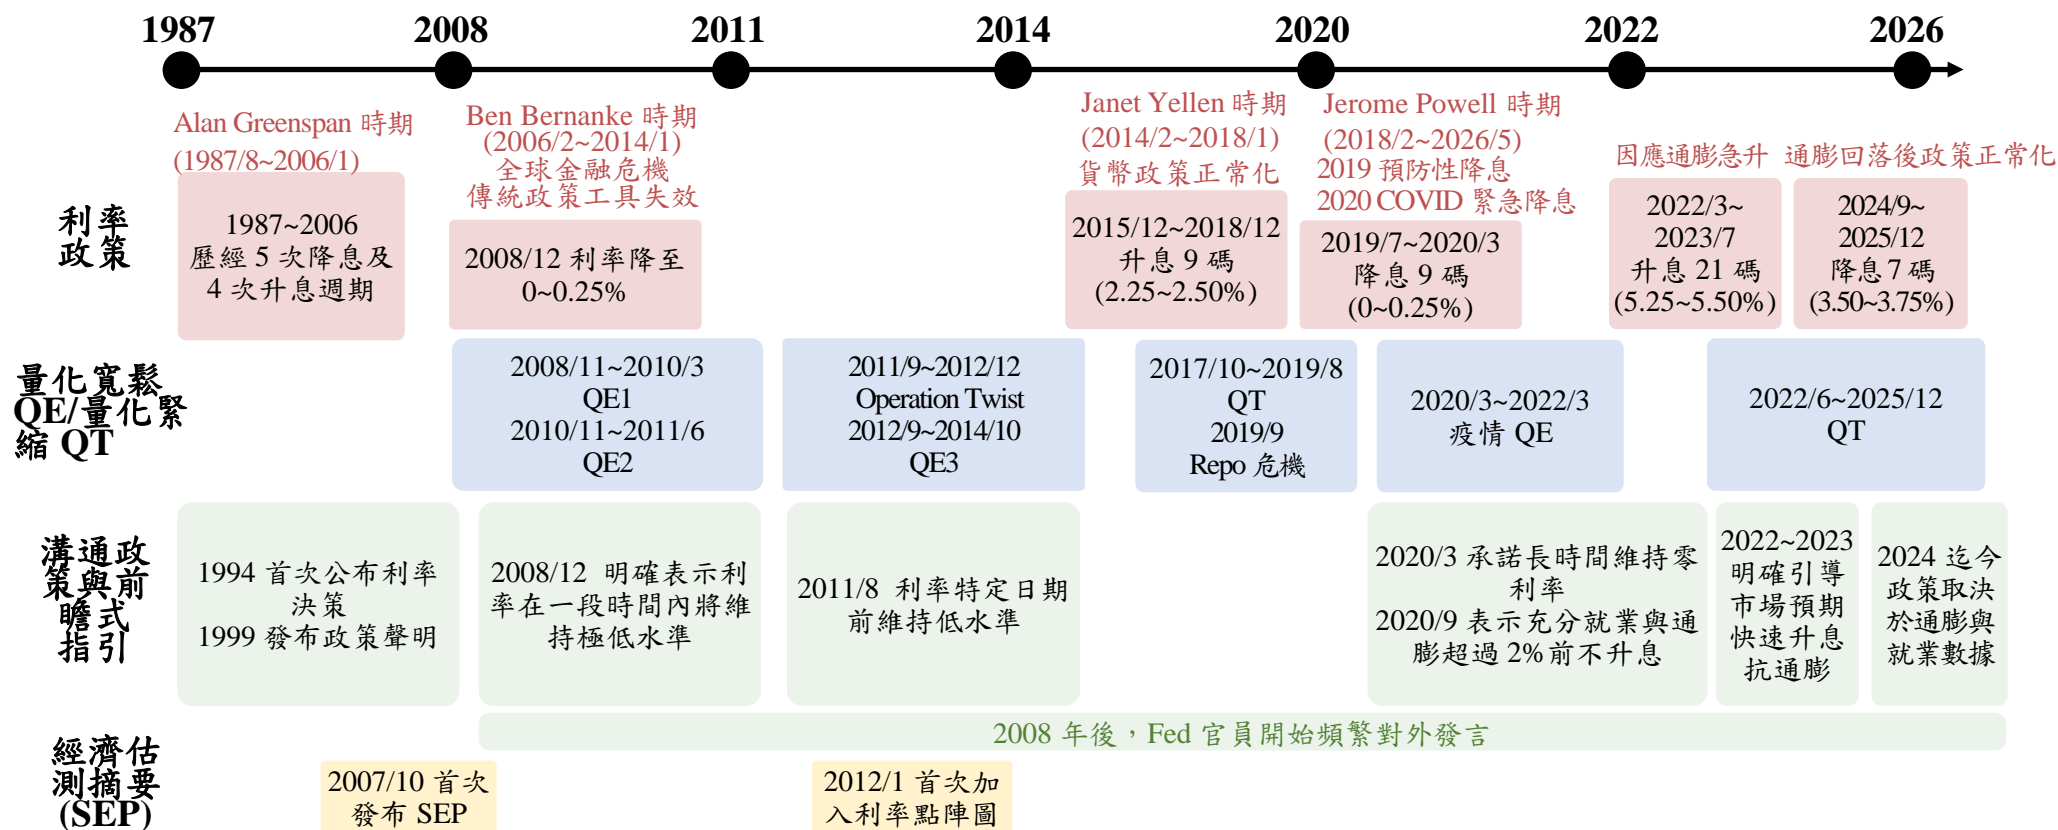 1987 2008 2011 2014 2020 2022 2026
Alan Greenspan 時期
(1987/8~2006/1)
Ben Bernanke 時期
(2006/2~2014/1)
全球金融危機
傳統政策工具失效
Janet Yellen 時期
(2014/2~2018/1)
貨幣政策正常化
Jerome Powell 時期
(2018/2~2026/5)
2019 預防性降息
2020 COVID 緊急降息
因應通膨急升
通膨回落後政策正常化
利率
政策
1987~2006
歷經 5 次降息及
4 次升息週期
2008/12 利率降至
0~0.25%
2015/12~2018/12
升息 9 碼
(2.25~2.50%)
2019/7~2020/3
降息 9 碼
(0~0.25%)
2022/3~
2023/7
升息 21 碼
(5.25~5.50%)
2024/9~
2025/12
降息 7 碼
(3.50~3.75%)
量化寬鬆
QE/量化緊
縮 QT
2008/11~2010/3
QE1
2010/11~2011/6
QE2
2011/9~2012/12
Operation Twist
2012/9~2014/10
QE3
2017/10~2019/8
QT
2019/9
Repo 危機
2020/3~2022/3
疫情 QE
2022/6~2025/12
QT
溝通政
策與前
瞻式
指引
1994 首次公布利率
決策
1999 發布政策聲明
2008/12 明確表示利
率在一段時間內將維
持極低水準
2011/8 利率特定日期
前維持低水準
2020/3 承諾長時間維持零
利率
2020/9 表示充分就業與通
膨超過 2%前不升息
2022~2023
明確引導
市場預期
快速升息
抗通膨
2024 迄今
政策取決
於通膨與
就業數據
2008 年後，Fed 官員開始頻繁對外發言
經濟估
測摘要
(SEP)
2007/10 首次
發布 SEP
2012/1 首次加
入利率點陣圖